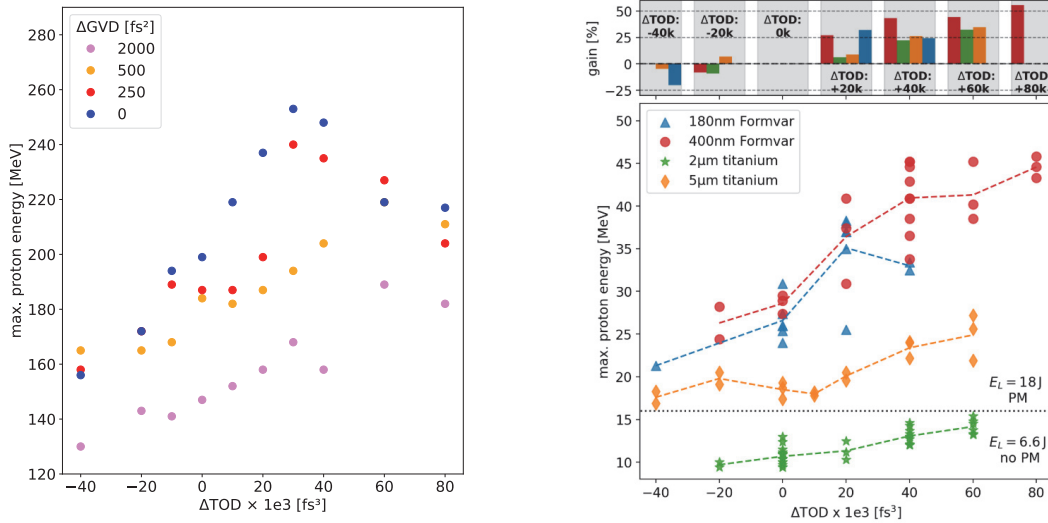 ΔGVD [fs²]
2000
500
250
0
280
260
240
220
200
180
160
140
120
max. proton energy [MeV]
−40 −20 0 20 40 60 80
ΔTOD × 1e3 [fs³]
gain [%]
50
25
0
−25
ΔTOD: -40k
ΔTOD: -20k
ΔTOD: 0k
ΔTOD: +20k
ΔTOD: +40k
ΔTOD: +60k
ΔTOD: +80k
180nm Formvar
400nm Formvar
2μm titanium
5μm titanium
45
40
35
30
25
20
15
10
max. proton energy [MeV]
E_L = 18J
PM
E_L = 6.6J
no PM
−40 −20 0 20 40 60 80
ΔTOD x 1e3 [fs³]